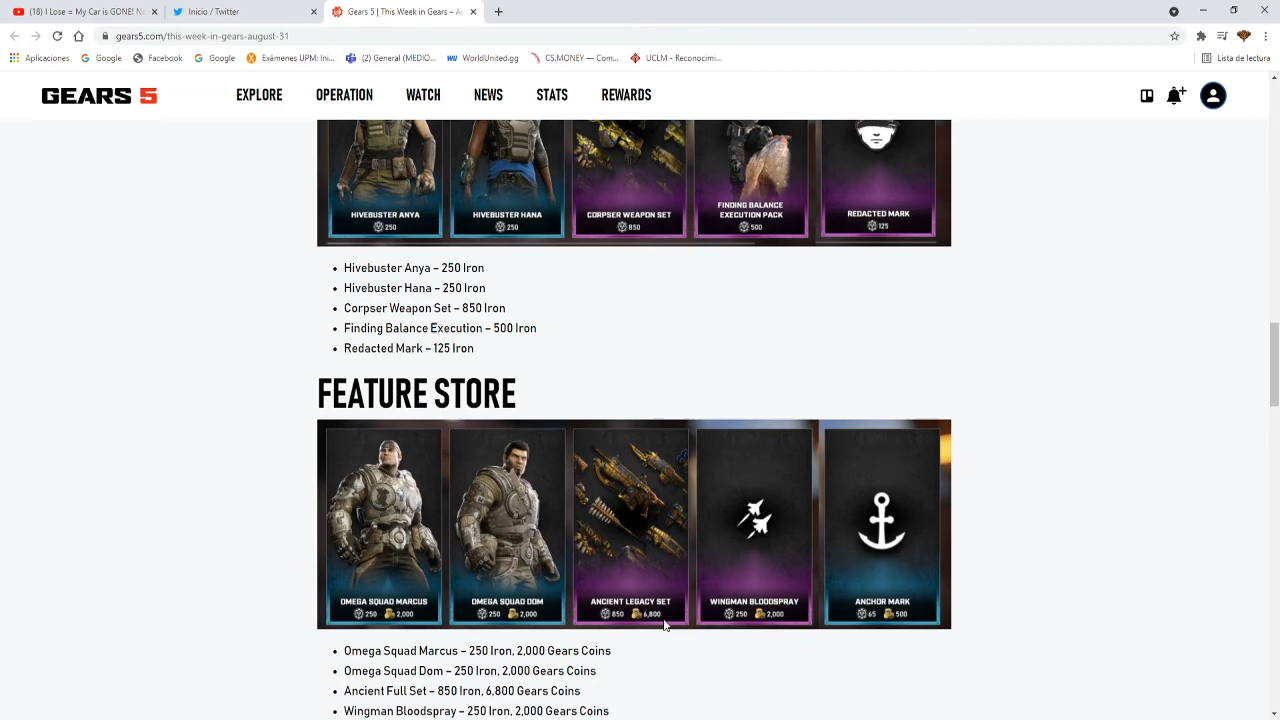 (18) I Lose = My Car is GONE! N
Inicio / Twitter
Gears 5 | This Week in Gears – Au
gears5.com/this-week-in-gears-august-31
Aplicaciones
Google
Facebook
Google
Exámenes UPM: Ini...
(2) General (MEDIO...
WorldUnited.gg
CS.MONEY — Com...
UCLM - Reconocimi...
Lista de lectura
GEARS 5
EXPLORE
OPERATION
WATCH
NEWS
STATS
REWARDS
HIVEBUSTER ANYA
250
HIVEBUSTER HANA
250
CORPSER WEAPON SET
850
FINDING BALANCE
EXECUTION PACK
500
REDACTED MARK
125
• Hivebuster Anya – 250 Iron
• Hivebuster Hana – 250 Iron
• Corpser Weapon Set – 850 Iron
• Finding Balance Execution – 500 Iron
• Redacted Mark – 125 Iron
FEATURE STORE
OMEGA SQUAD MARCUS
250 2,000
OMEGA SQUAD DOM
250 2,000
ANCIENT LEGACY SET
850 6,800
WINGMAN BLOODSPRAY
250 2,000
ANCHOR MARK
65 500
• Omega Squad Marcus – 250 Iron, 2,000 Gears Coins
• Omega Squad Dom – 250 Iron, 2,000 Gears Coins
• Ancient Full Set – 850 Iron, 6,800 Gears Coins
• Wingman Bloodspray – 250 Iron, 2,000 Gears Coins